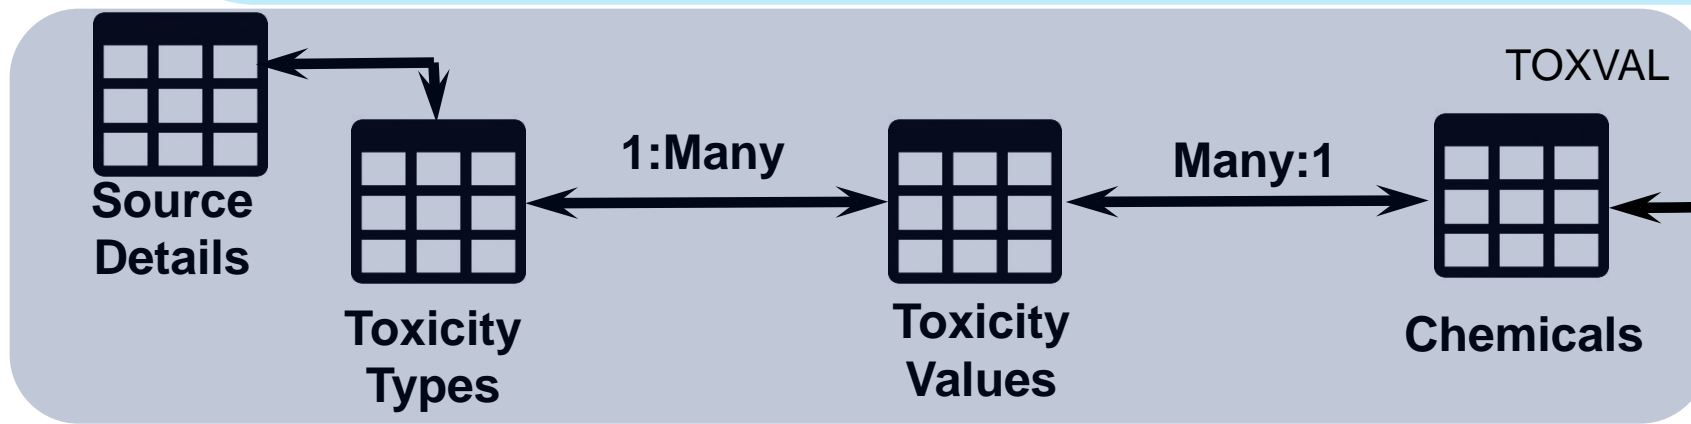 TOXVAL
1:Many
Many:1
Source
Details
Toxicity
Types
Toxicity
Values
Chemicals